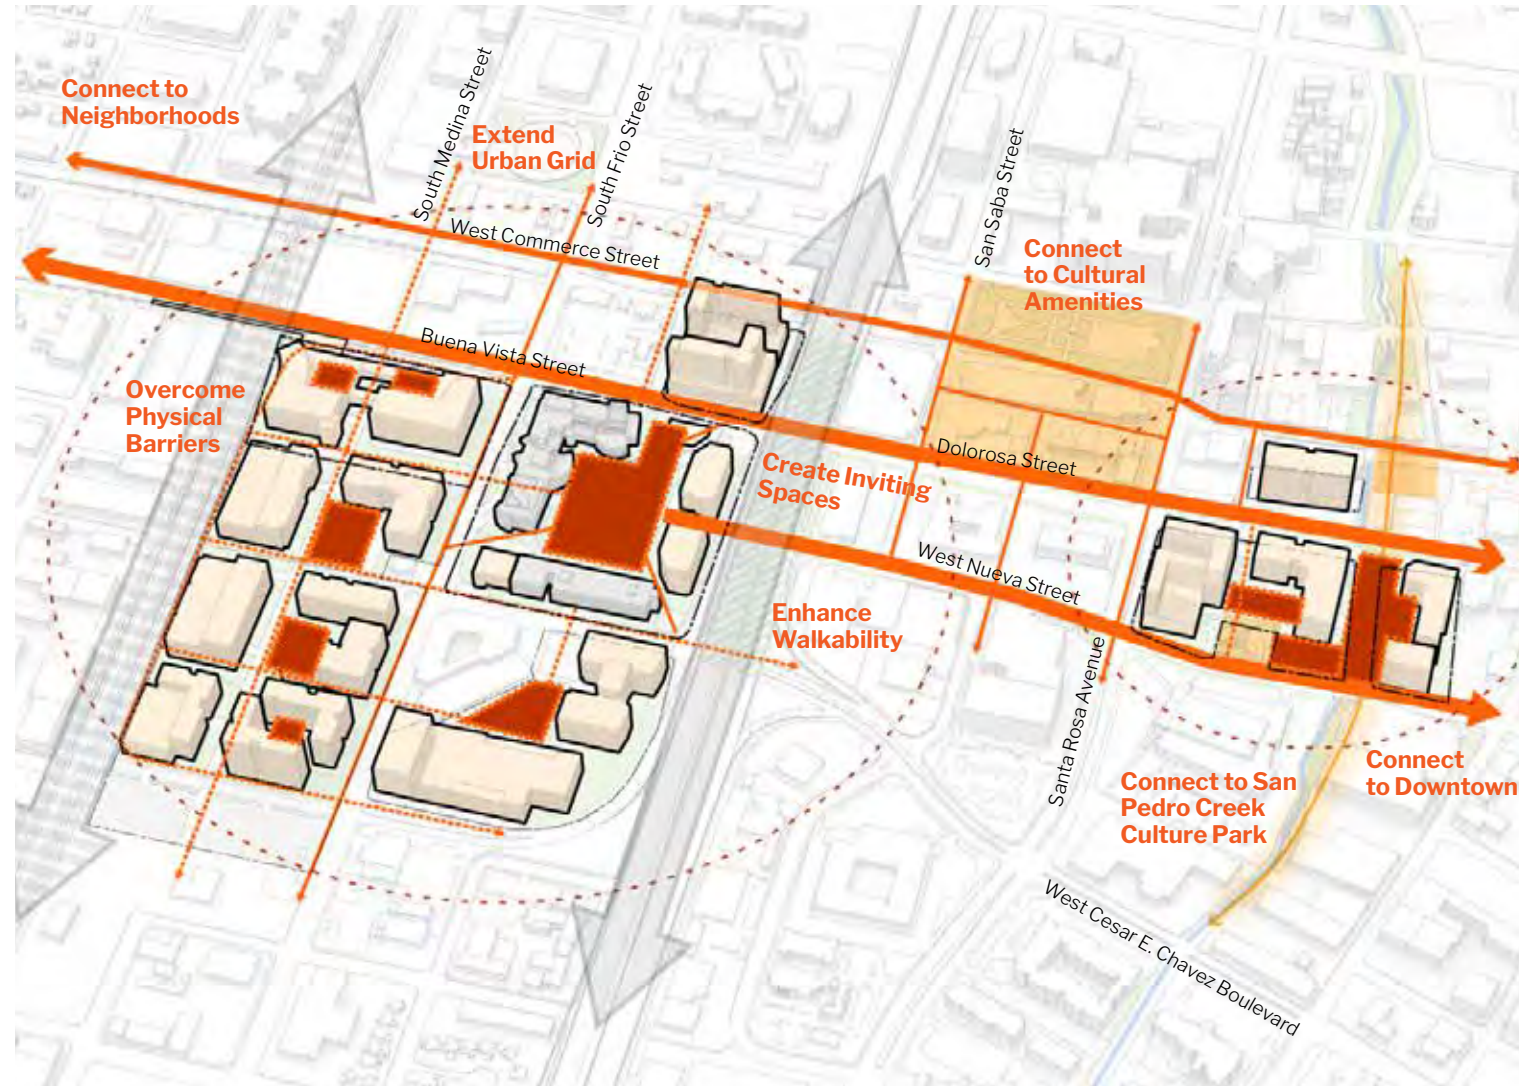 Connect to
Neighborhoods
South Medina Street
Extend
Urban Grid
South Frio Street
San Saba Street
West Commerce Street
Connect
to Cultural
Amenities
Buena Vista Street
Overcome
Physical
Barriers
Dolorosa Street
Create Inviting
Spaces
West Nueva Street
Enhance
Walkability
Santa Rosa Avenue
Connect to San
Pedro Creek
Culture Park
Connect
to Downtown
West Cesar E. Chavez Boulevard